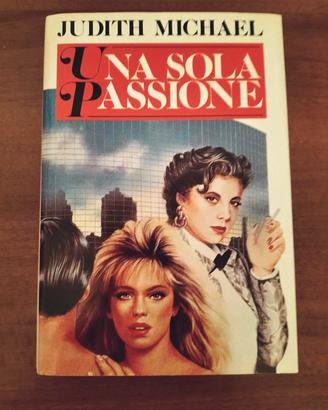 JUDITH MICHAEL
UNA SOLA
PASSIONE